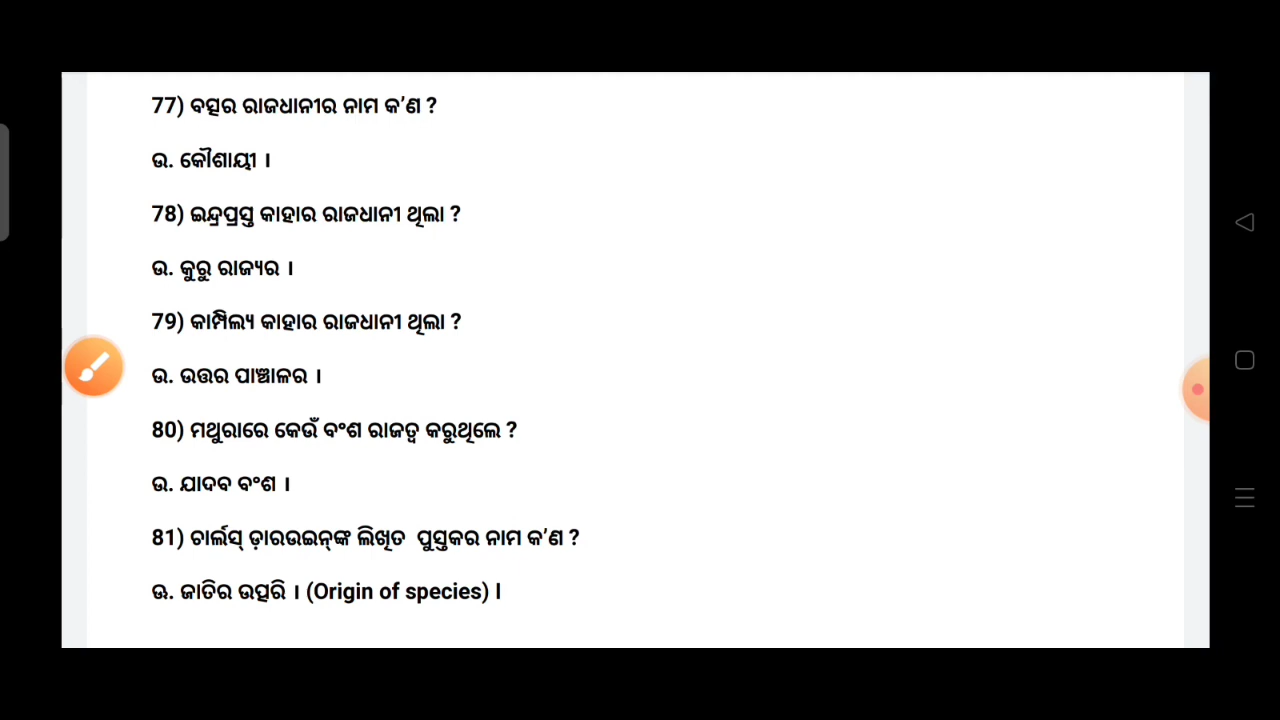 77) ବତ୍ସର ରାଜଧାନୀର ନାମ କ’ଣ ?
ଉ. କୌଶାୟୀ ।
78) ଇନ୍ଦ୍ରପ୍ରସ୍ତ କାହାର ରାଜଧାନୀ ଥିଲା ?
ଉ. କୁରୁ ରାଜ୍ୟର ।
79) କାମ୍ପିଲ୍ୟ କାହାର ରାଜଧାନୀ ଥିଲା ?
ଉ. ଉତ୍ତର ପାଞ୍ଚାଳର ।
80) ମଥୁରାରେ କେଉଁ ବଂଶ ରାଜତ୍ୱ କରୁଥିଲେ ?
ଉ. ଯାଦବ ବଂଶ ।
81) ଚାର୍ଲସ୍ ଡ଼ାରଉଇନ୍‌ଙ୍କ ଲିଖିତ ପୁସ୍ତକର ନାମ କ’ଣ ?
ଊ. ଜାତିର ଉତ୍ପରି । (Origin of species) l